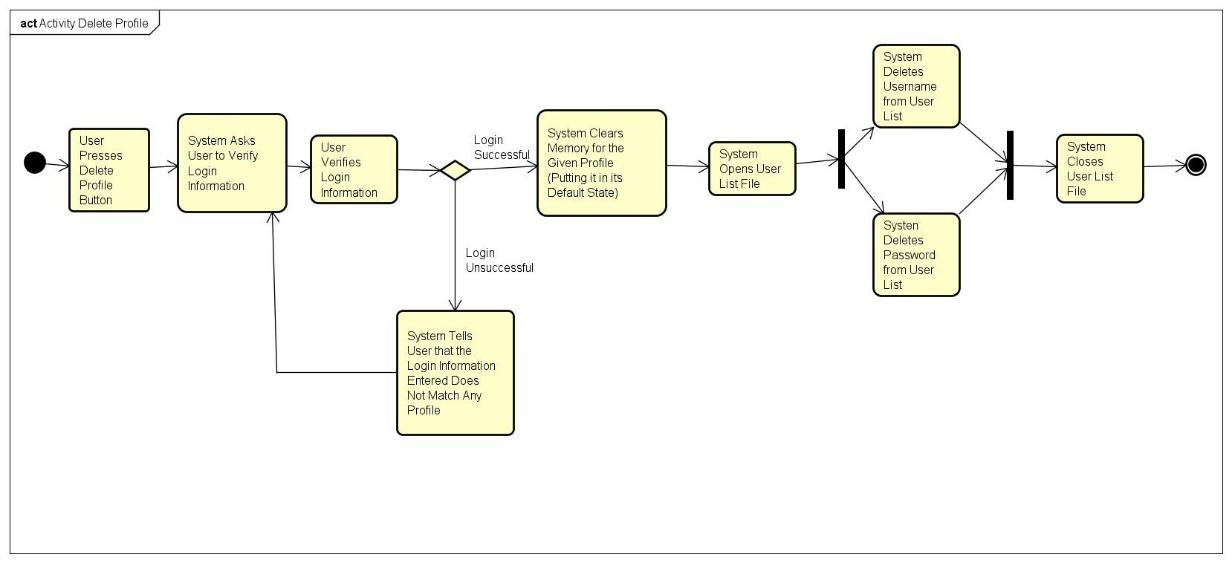 act Activity Delete Profile
User
Presses
Delete
Profile
Button
System Asks
User to Verify
Login
Information
User
Verifies
Login
Information
Login
Successful
Login
Unsuccessful
System Tells
User that the
Login Information
Entered Does
Not Match Any
Profile
System Clears
Memory for the
Given Profile
(Putting it in its
Default State)
System
Opens User
List File
System
Deletes
Username
from User
List
Systen
Deletes
Password
from User
List
System
Closes
User List
File